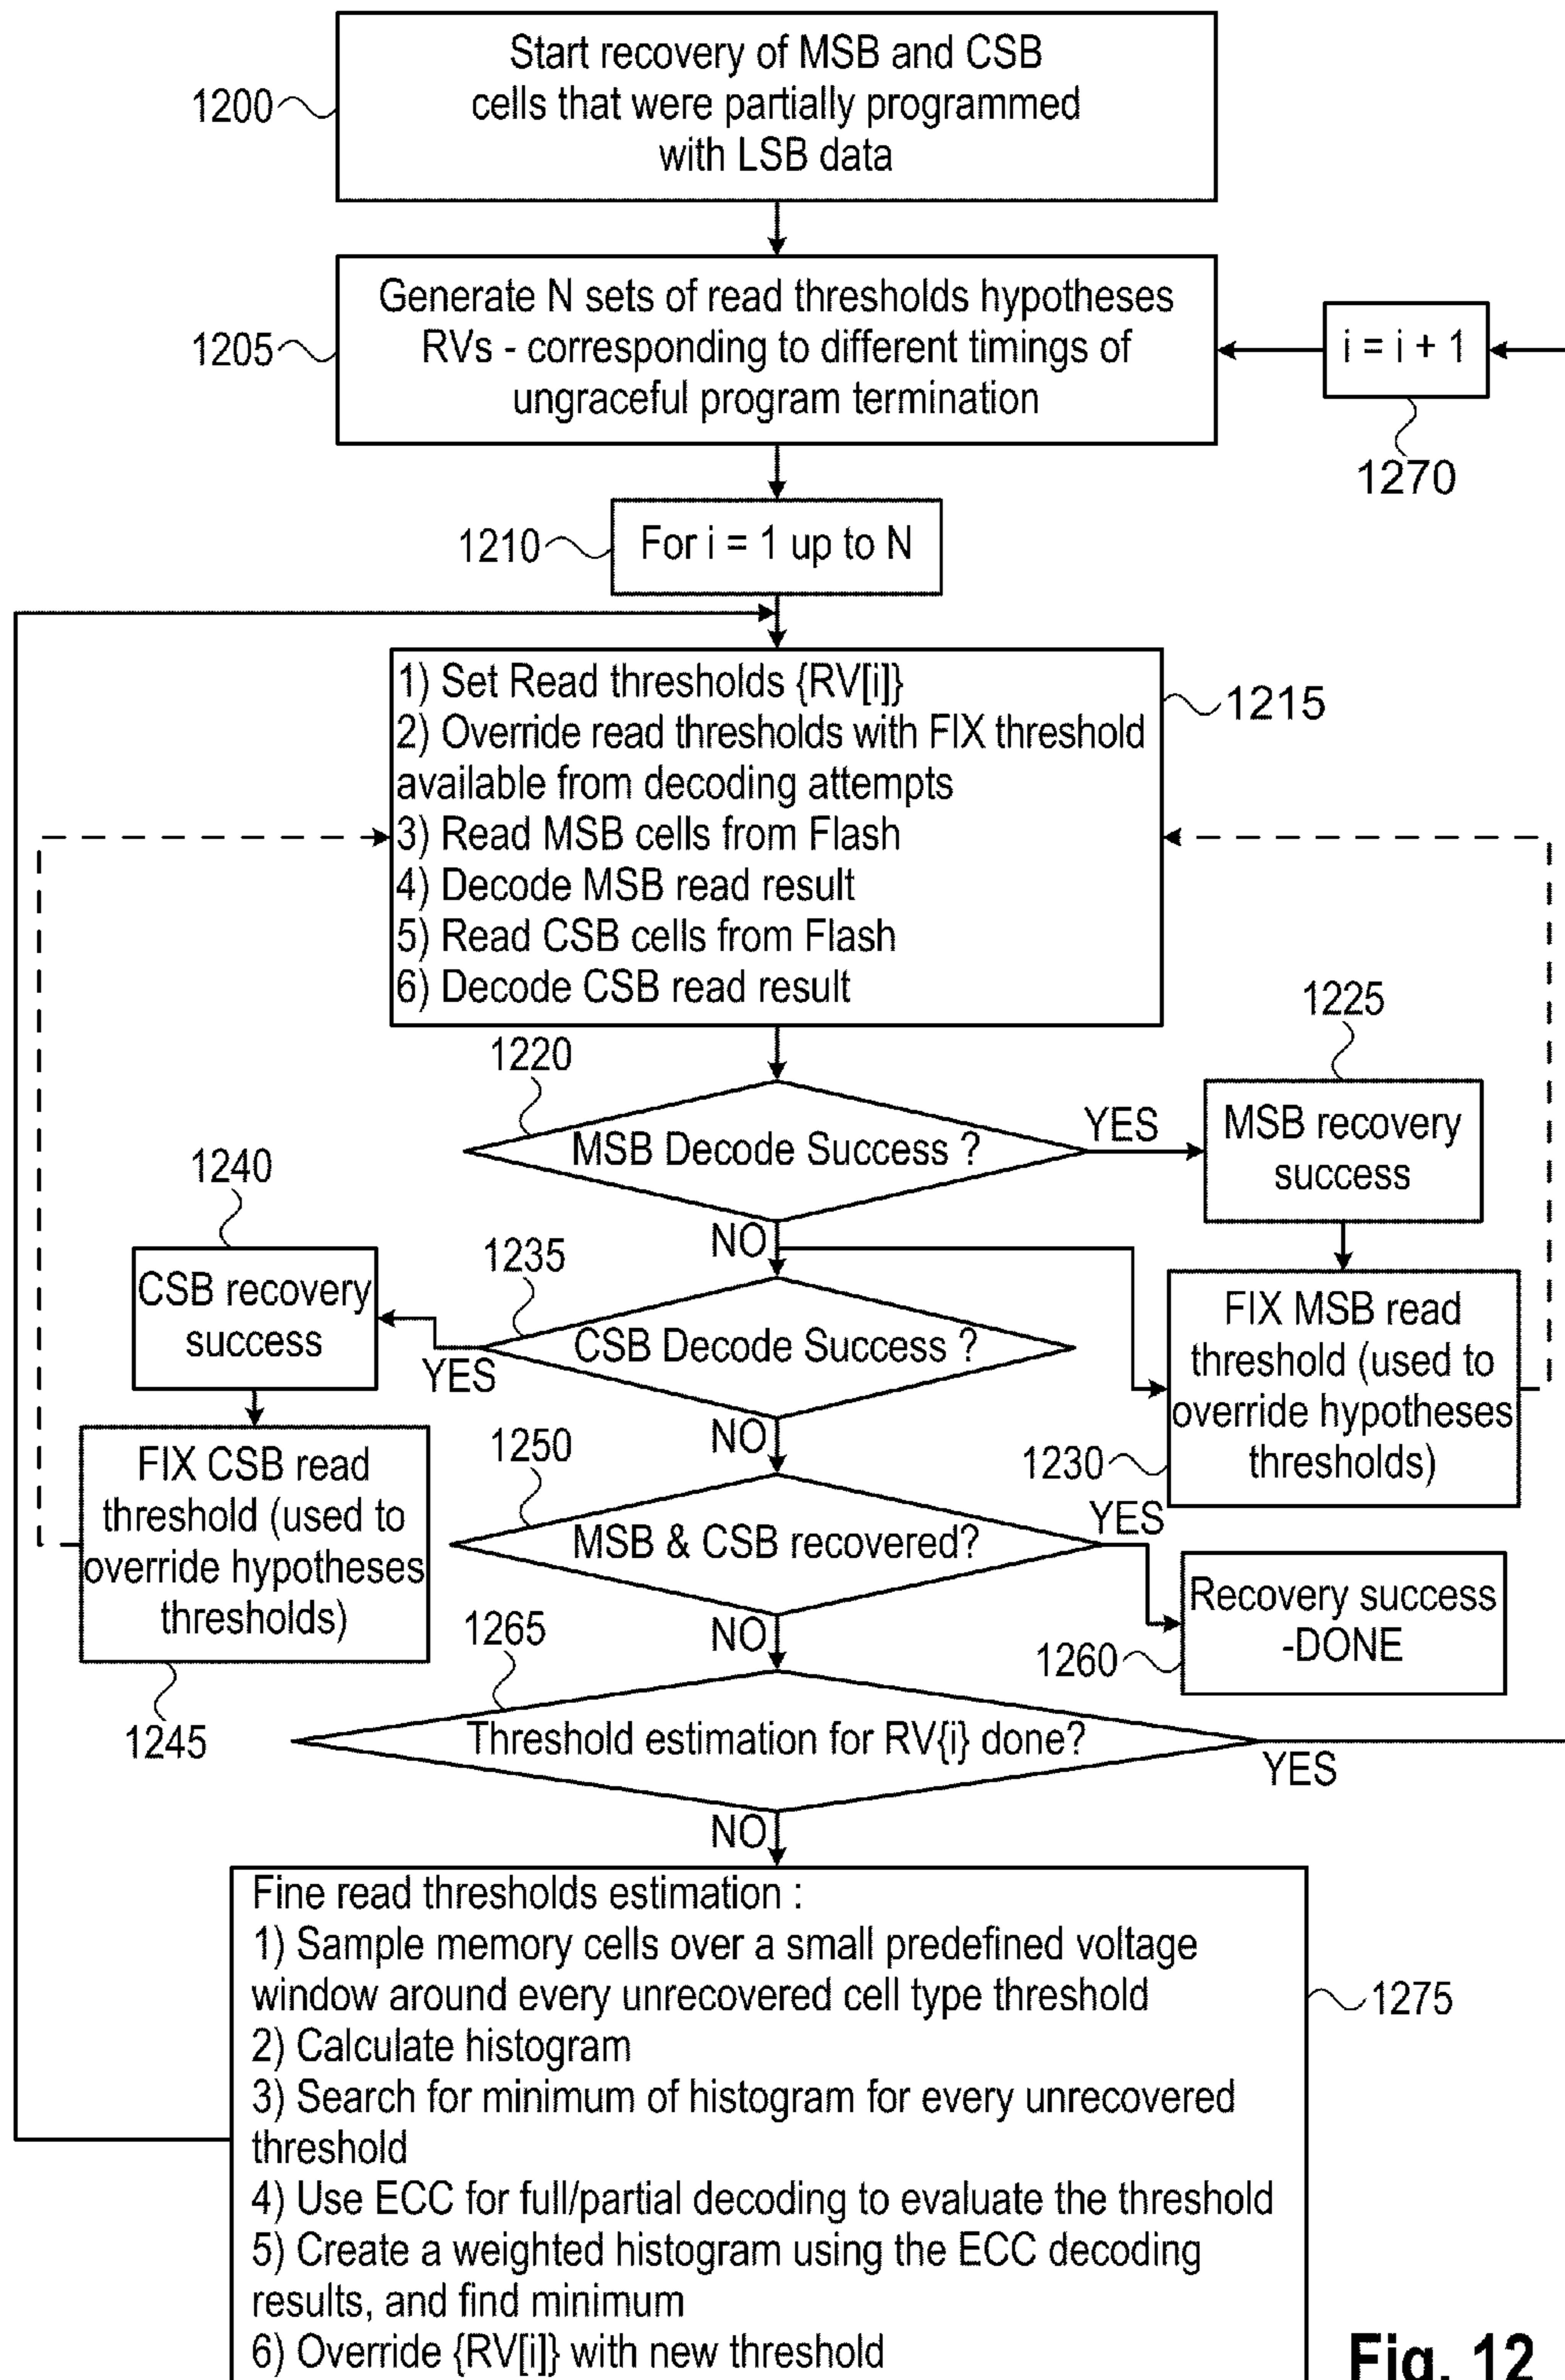 Start recovery of MSB and CSB
cells that were partially programmed
with LSB data
1200
Generate N sets of read thresholds hypotheses
RVs - corresponding to different timings of
ungraceful program termination
1205
i = i + 1
1270
1210
For i = 1 up to N
1) Set Read thresholds {RV[i]}
2) Override read thresholds with FIX threshold
available from decoding attempts
3) Read MSB cells from Flash
4) Decode MSB read result
5) Read CSB cells from Flash
6) Decode CSB read result
1215
1220
MSB Decode Success ?
YES
NO
1225
MSB recovery
success
1240
CSB recovery
success
1235
CSB Decode Success ?
YES
NO
FIX MSB read
threshold (used to
override hypotheses
thresholds)
1230
FIX CSB read
threshold (used to
override hypotheses
thresholds)
1245
1250
MSB & CSB recovered?
YES
NO
Recovery success
-DONE
1260
1265
Threshold estimation for RV{i} done?
YES
NO
Fine read thresholds estimation :
1) Sample memory cells over a small predefined voltage
window around every unrecovered cell type threshold
2) Calculate histogram
3) Search for minimum of histogram for every unrecovered
threshold
4) Use ECC for full/partial decoding to evaluate the threshold
5) Create a weighted histogram using the ECC decoding
results, and find minimum
6) Override {RV[i]} with new threshold
1275
Fig. 12